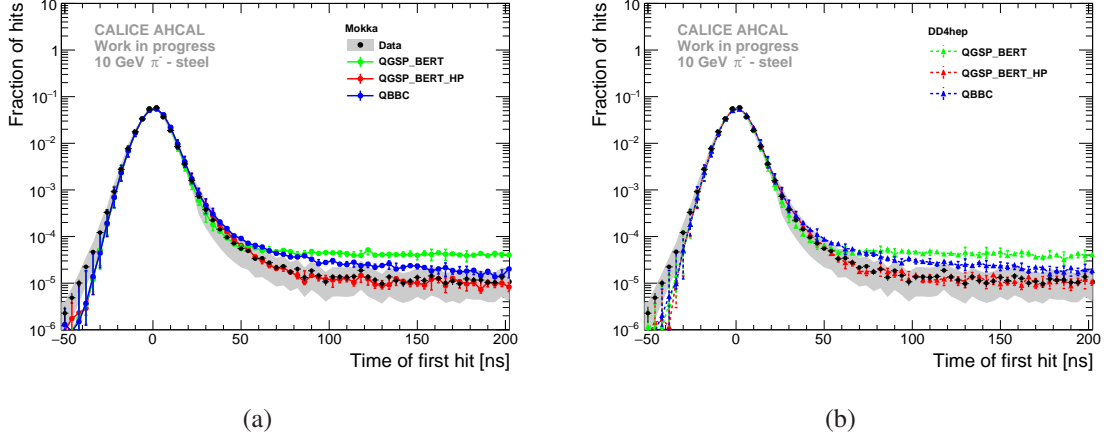 Fraction of hits
10
1
10⁻¹
10⁻²
10⁻³
10⁻⁴
10⁻⁵
10⁻⁶
CALICE AHCAL
Work in progress
10 GeV π⁻ - steel
Mokka
Data
QGSP_BERT
QGSP_BERT_HP
QBBC
−50 0 50 100 150 200
Time of first hit [ns]
(a)
Fraction of hits
10
1
10⁻¹
10⁻²
10⁻³
10⁻⁴
10⁻⁵
10⁻⁶
CALICE AHCAL
Work in progress
10 GeV π⁻ - steel
DD4hep
QGSP_BERT
QGSP_BERT_HP
QBBC
−50 0 50 100 150 200
Time of first hit [ns]
(b)